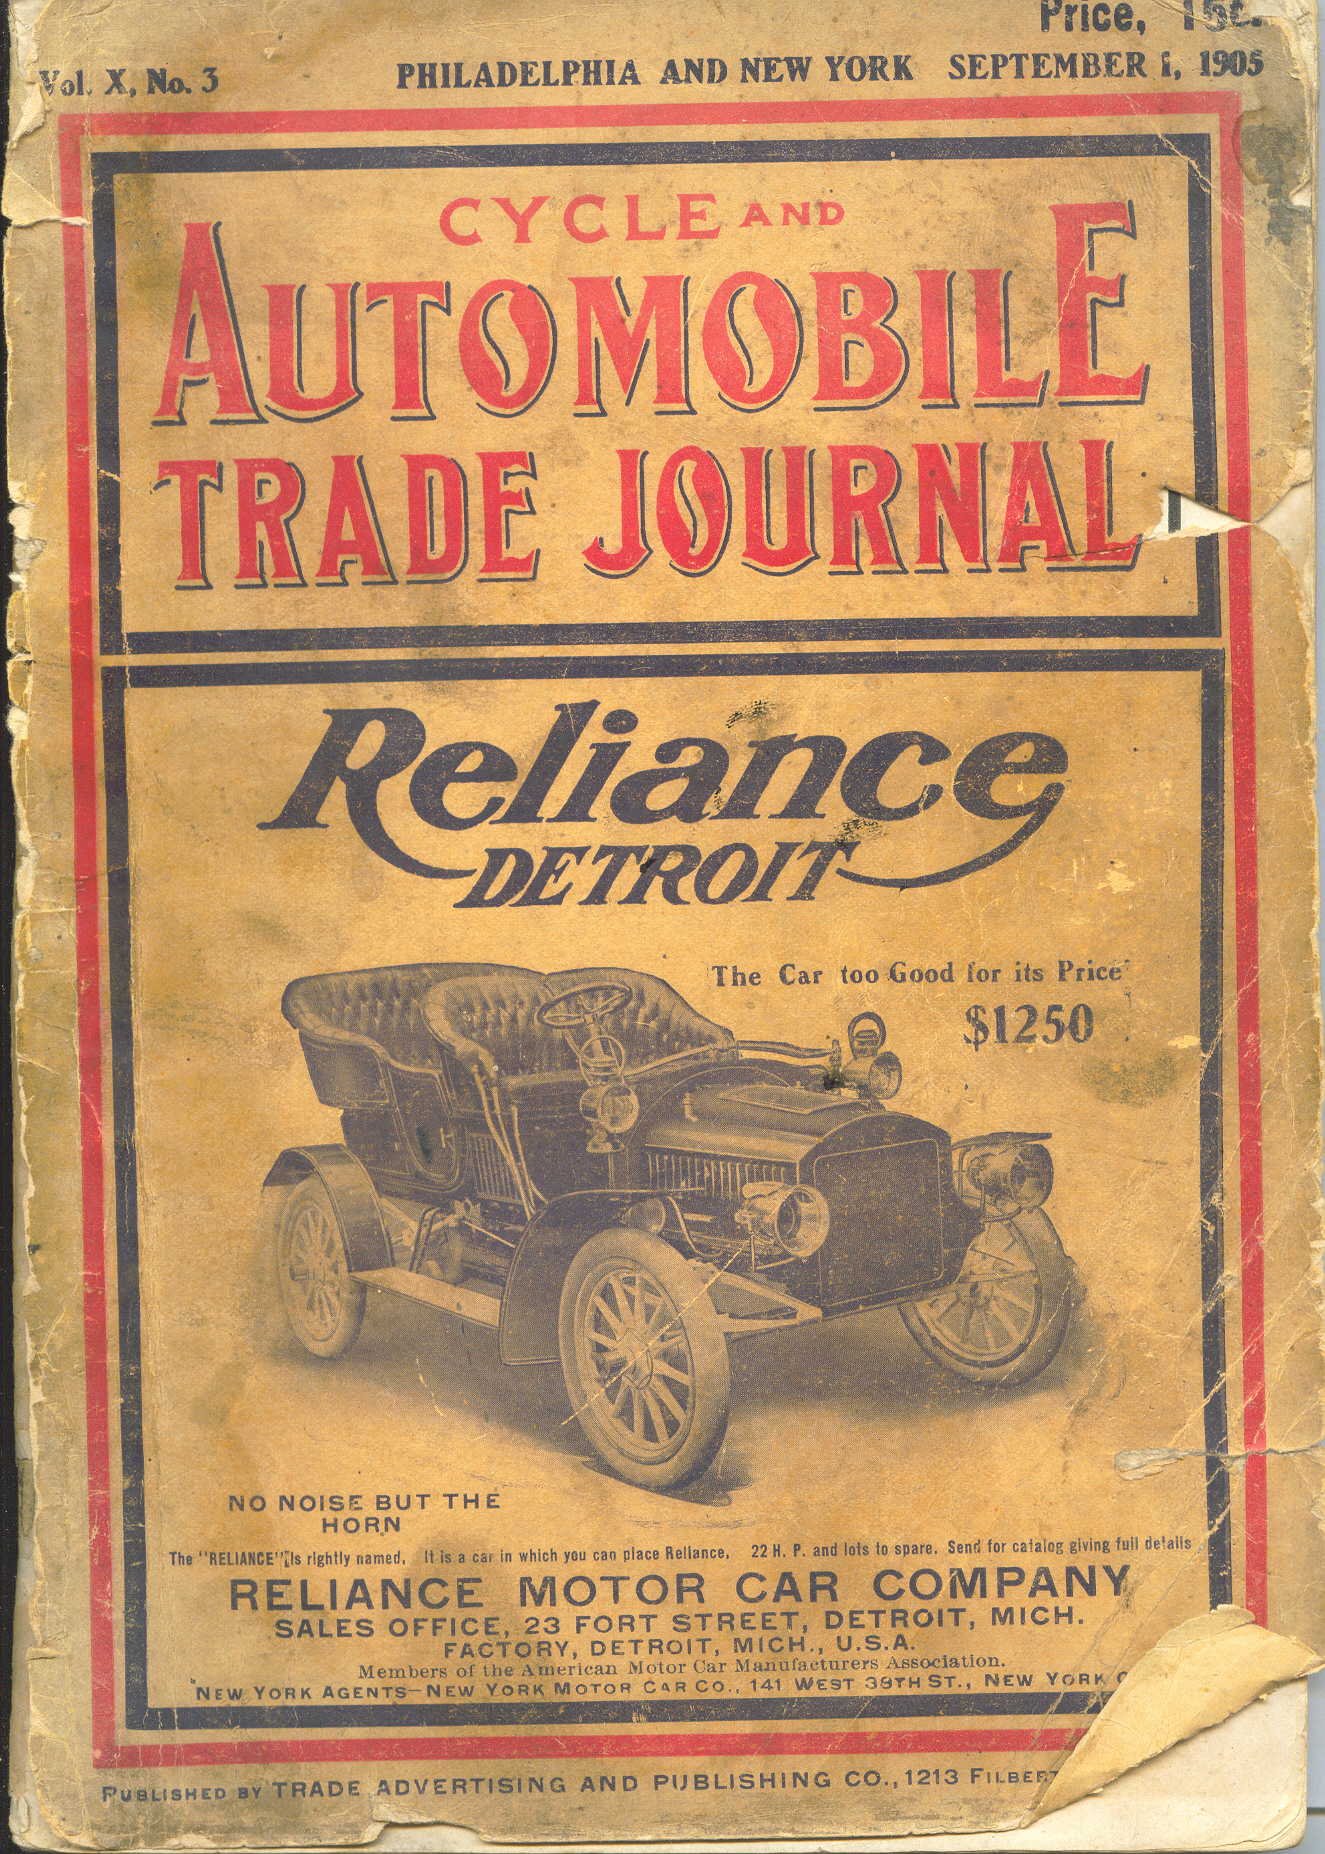 Price, 15c.
Vol. X, No. 3 PHILADELPHIA AND NEW YORK SEPTEMBER 1, 1905
CYCLE AND
AUTOMOBILE
TRADE JOURNAL
Reliance
DETROIT
"The Car too Good for its Price"
$1250
NO NOISE BUT THE
HORN
The "RELIANCE" is rightly named. It is a car in which you can place Reliance. 22 H. P. and lots to spare. Send for catalog giving full details
RELIANCE MOTOR CAR COMPANY
SALES OFFICE, 23 FORT STREET, DETROIT, MICH.
FACTORY, DETROIT, MICH., U.S.A.
Members of the American Motor Car Manufacturers Association.
NEW YORK AGENTS—NEW YORK MOTOR CAR CO., 141 WEST 38TH ST., NEW YORK
PUBLISHED BY TRADE ADVERTISING AND PUBLISHING CO., 1213 FILBERT